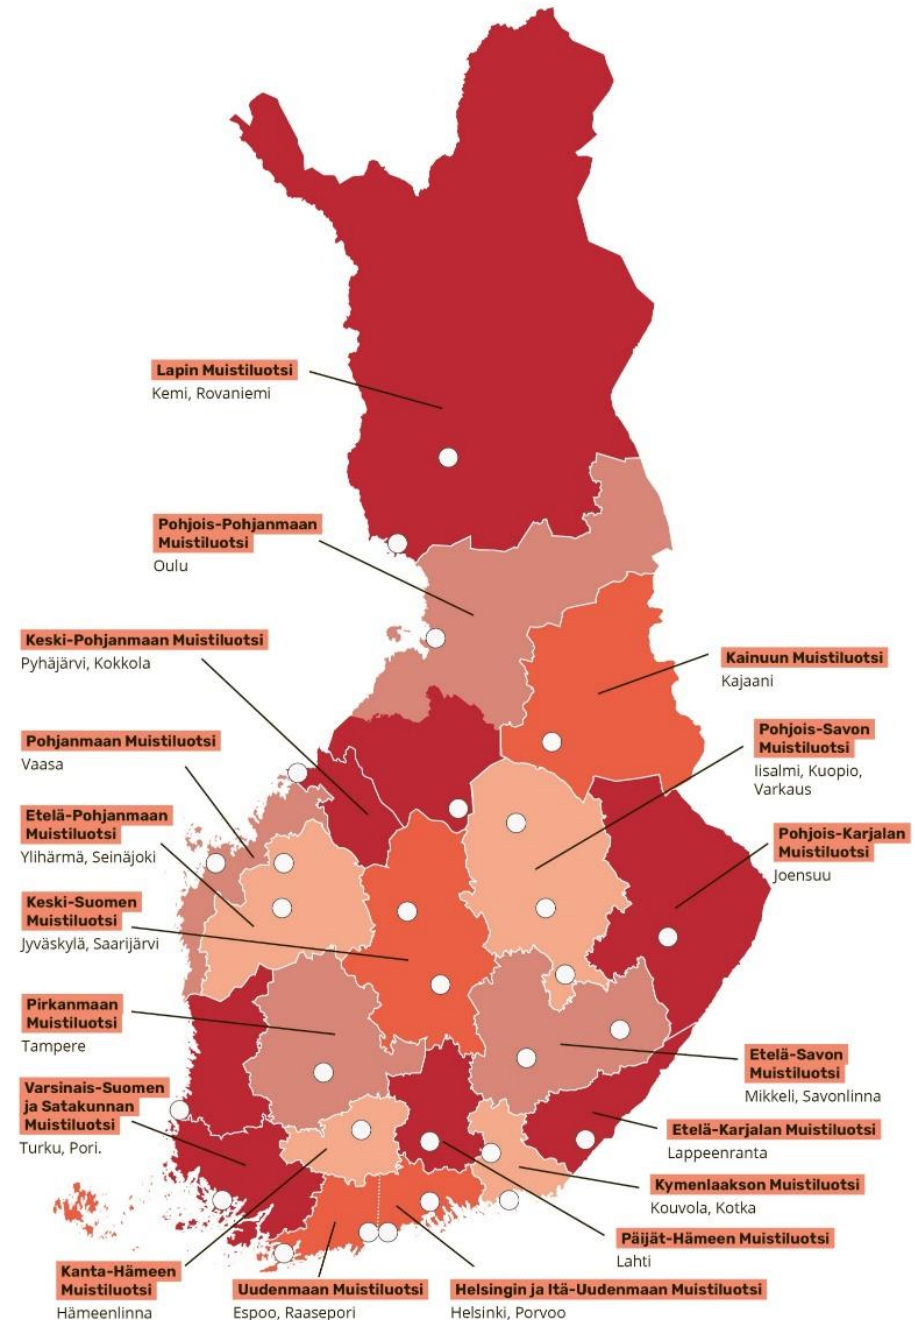 Lapin Muistiluotsi
Kemi, Rovaniemi
Pohjois-Pohjanmaan
Muistiluotsi
Oulu
Keski-Pohjanmaan Muistiluotsi
Pyhäjärvi, Kokkola
Pohjanmaan Muistiluotsi
Vaasa
Etelä-Pohjanmaan
Muistiluotsi
Ylihärmä, Seinäjoki
Keski-Suomen
Muistiluotsi
Jyväskylä, Saarijärvi
Pirkanmaan
Muistiluotsi
Tampere
Varsinais-Suomen
ja Satakunnan
Muistiluotsi
Turku, Pori.
Kanta-Hämeen
Muistiluotsi
Hämeenlinna
Uudenmaan Muistiluotsi
Espoo, Raasepori
Helsingin ja Itä-Uudenmaan Muistiluotsi
Helsinki, Porvoo
Kainuun Muistiluotsi
Kajaani
Pohjois-Savon
Muistiluotsi
Iisalmi, Kuopio,
Varkaus
Pohjois-Karjalan
Muistiluotsi
Joensuu
Etelä-Savon
Muistiluotsi
Mikkeli, Savonlinna
Etelä-Karjalan Muistiluotsi
Lappeenranta
Kymenlaakson Muistiluotsi
Kouvola, Kotka
Päijät-Hämeen Muistiluotsi
Lahti